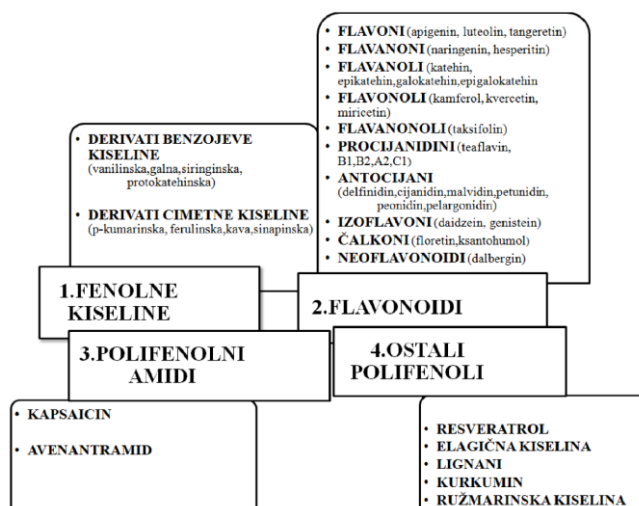 • DERIVATI BENZOJEVE
KISELINE
(vanilinska,galna,siringinska,
protokatehinska)
• DERIVATI CIMETNE KISELINE
(p-kumarinska, ferulinska,kava,sinapinska)
1.FENOLNE
KISELINE
• FLAVONI (apigenin, luteolin, tangeretin)
• FLAVANONI (naringenin, hesperitin)
• FLAVANOLI (katehin,
epikatehin,galokatehin,epigalokatehin
• FLAVONOLI (kamferol, kvercetin,
miricetin)
• FLAVANONOLI (taksifolin)
• PROCIJANIDINI (teaflavin,
B1,B2,A2,C1)
• ANTOCIJANI
(delfinidin,cijanidin,malvidin,petunidin,
peonidin,pelargonidin)
• IZOFLAVONI (daidzein, genistein)
• ČALKONI (floretin,ksantohumol)
• NEOFLAVONOIDI (dalbergin)
2.FLAVONOIDI
3.POLIFENOLNI
AMIDI
• KAPSAICIN
• AVENANTRAMID
4.OSTALI
POLIFENOLI
• RESVERATROL
• ELAGIČNA KISELINA
• LIGNANI
• KURKUMIN
• RUŽMARINSKA KISELINA